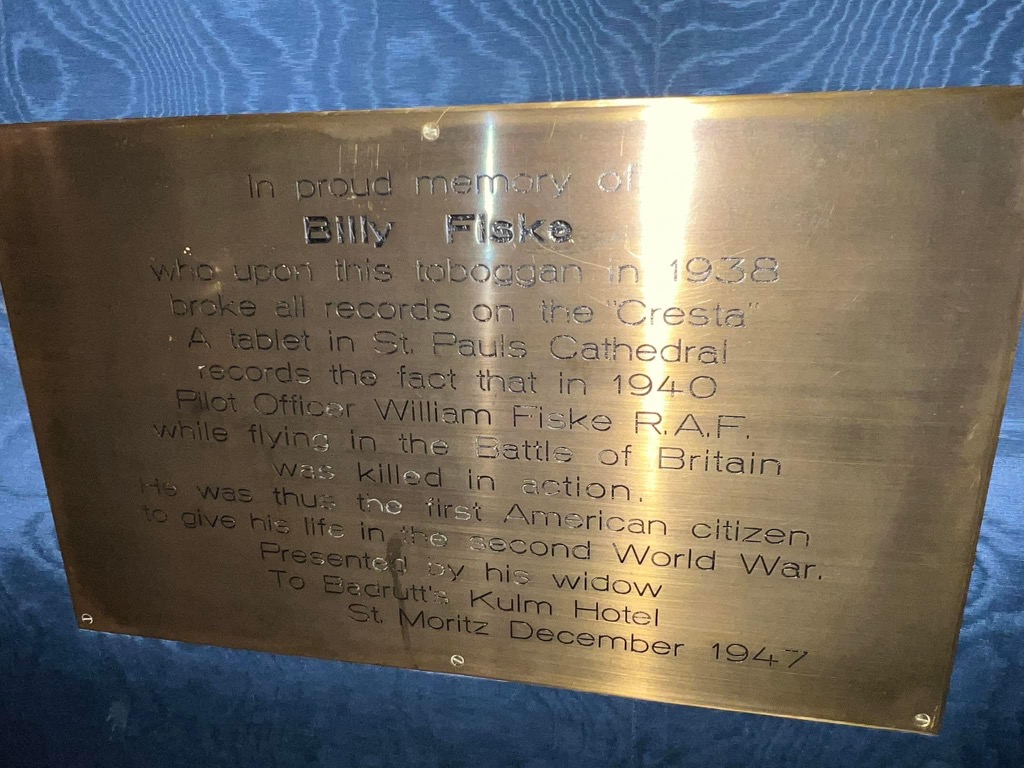 In proud memory of
Billy Fiske
who upon this toboggan in 1938
broke all records on the "Cresta"
A tablet in St. Pauls Cathedral
records the fact that in 1940
Pilot Officer William Fiske R.A.F.
while flying in the Battle of Britain
was killed in action.
He was thus the first American citizen
to give his life in the second World War.
Presented by his widow
To Badrutt's Kulm Hotel
St. Moritz December 1947